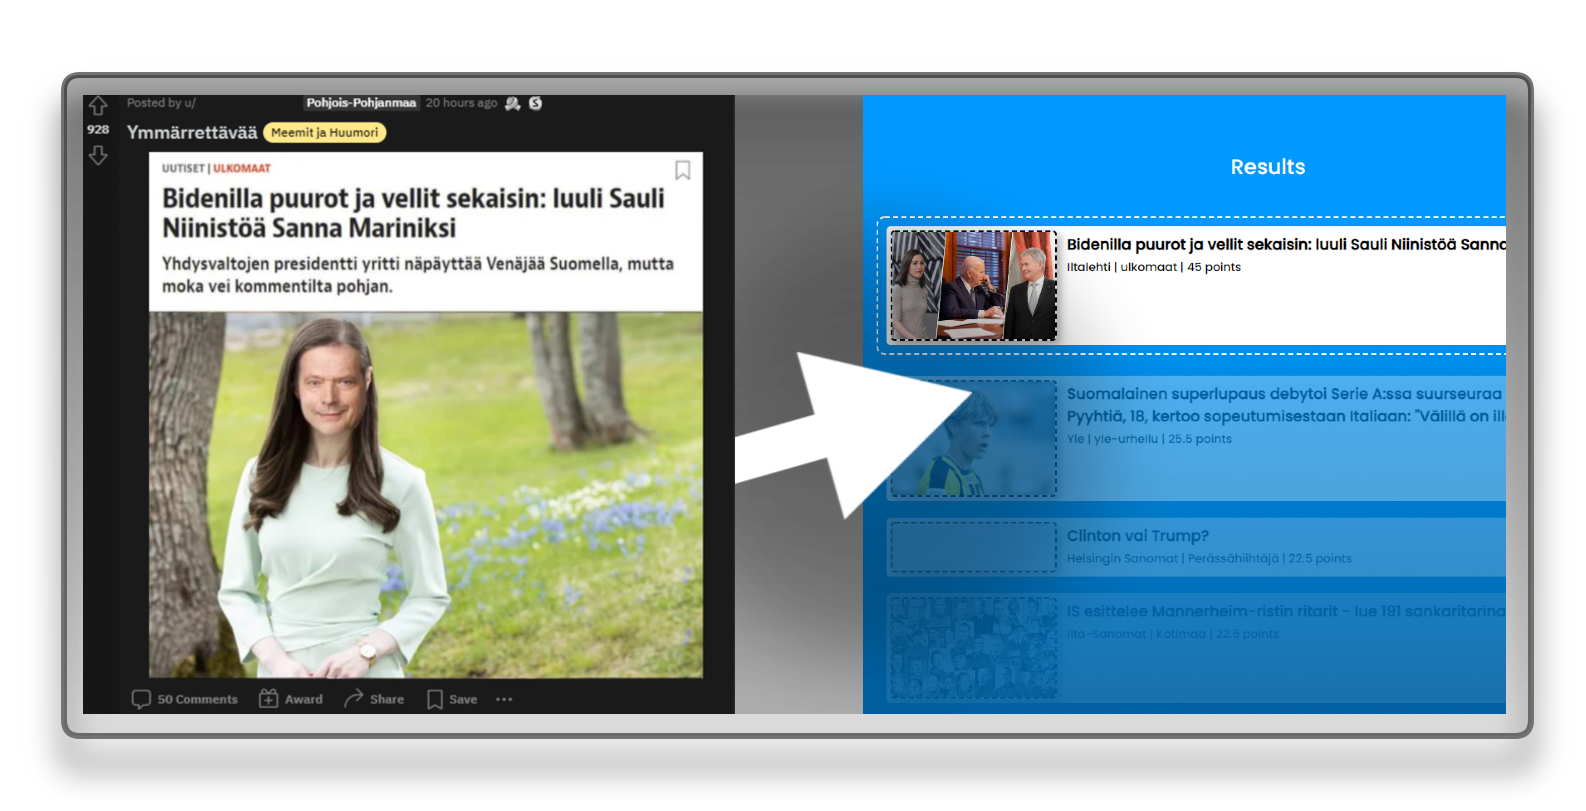 Posted by u/ Pohjois-Pohjanmaa 20 hours ago
928
Ymmärrettävää Meemit ja Huumori
UUTISET | ULKOMAAT
Bidenilla puurot ja vellit sekaisin: luuli Sauli
Niinistöä Sanna Mariniksi
Yhdysvaltojen presidentti yritti näpäyttää Venäjää Suomella, mutta
moka vei kommentilta pohjan.
50 Comments Award Share Save
Results
Bidenilla puurot ja vellit sekaisin: luuli Sauli Niinistöä Sanna
Iltalehti | ulkomaat | 45 points
Suomalainen superlupaus debytoi Serie A:ssa suurseuraa
Pyyhtiä, 18, kertoo sopeutumisestaan Italiaan: "Välillä on
Yle | yle-urheilu | 25.5 points
Clinton vai Trump?
Helsingin Sanomat | Perässähiihtäjä | 22.5 points
IS esittelee Mannerheim-ristin ritarit - lue 191 sankaritarina
Ilta-Sanomat | Kotimaa | 22.5 points